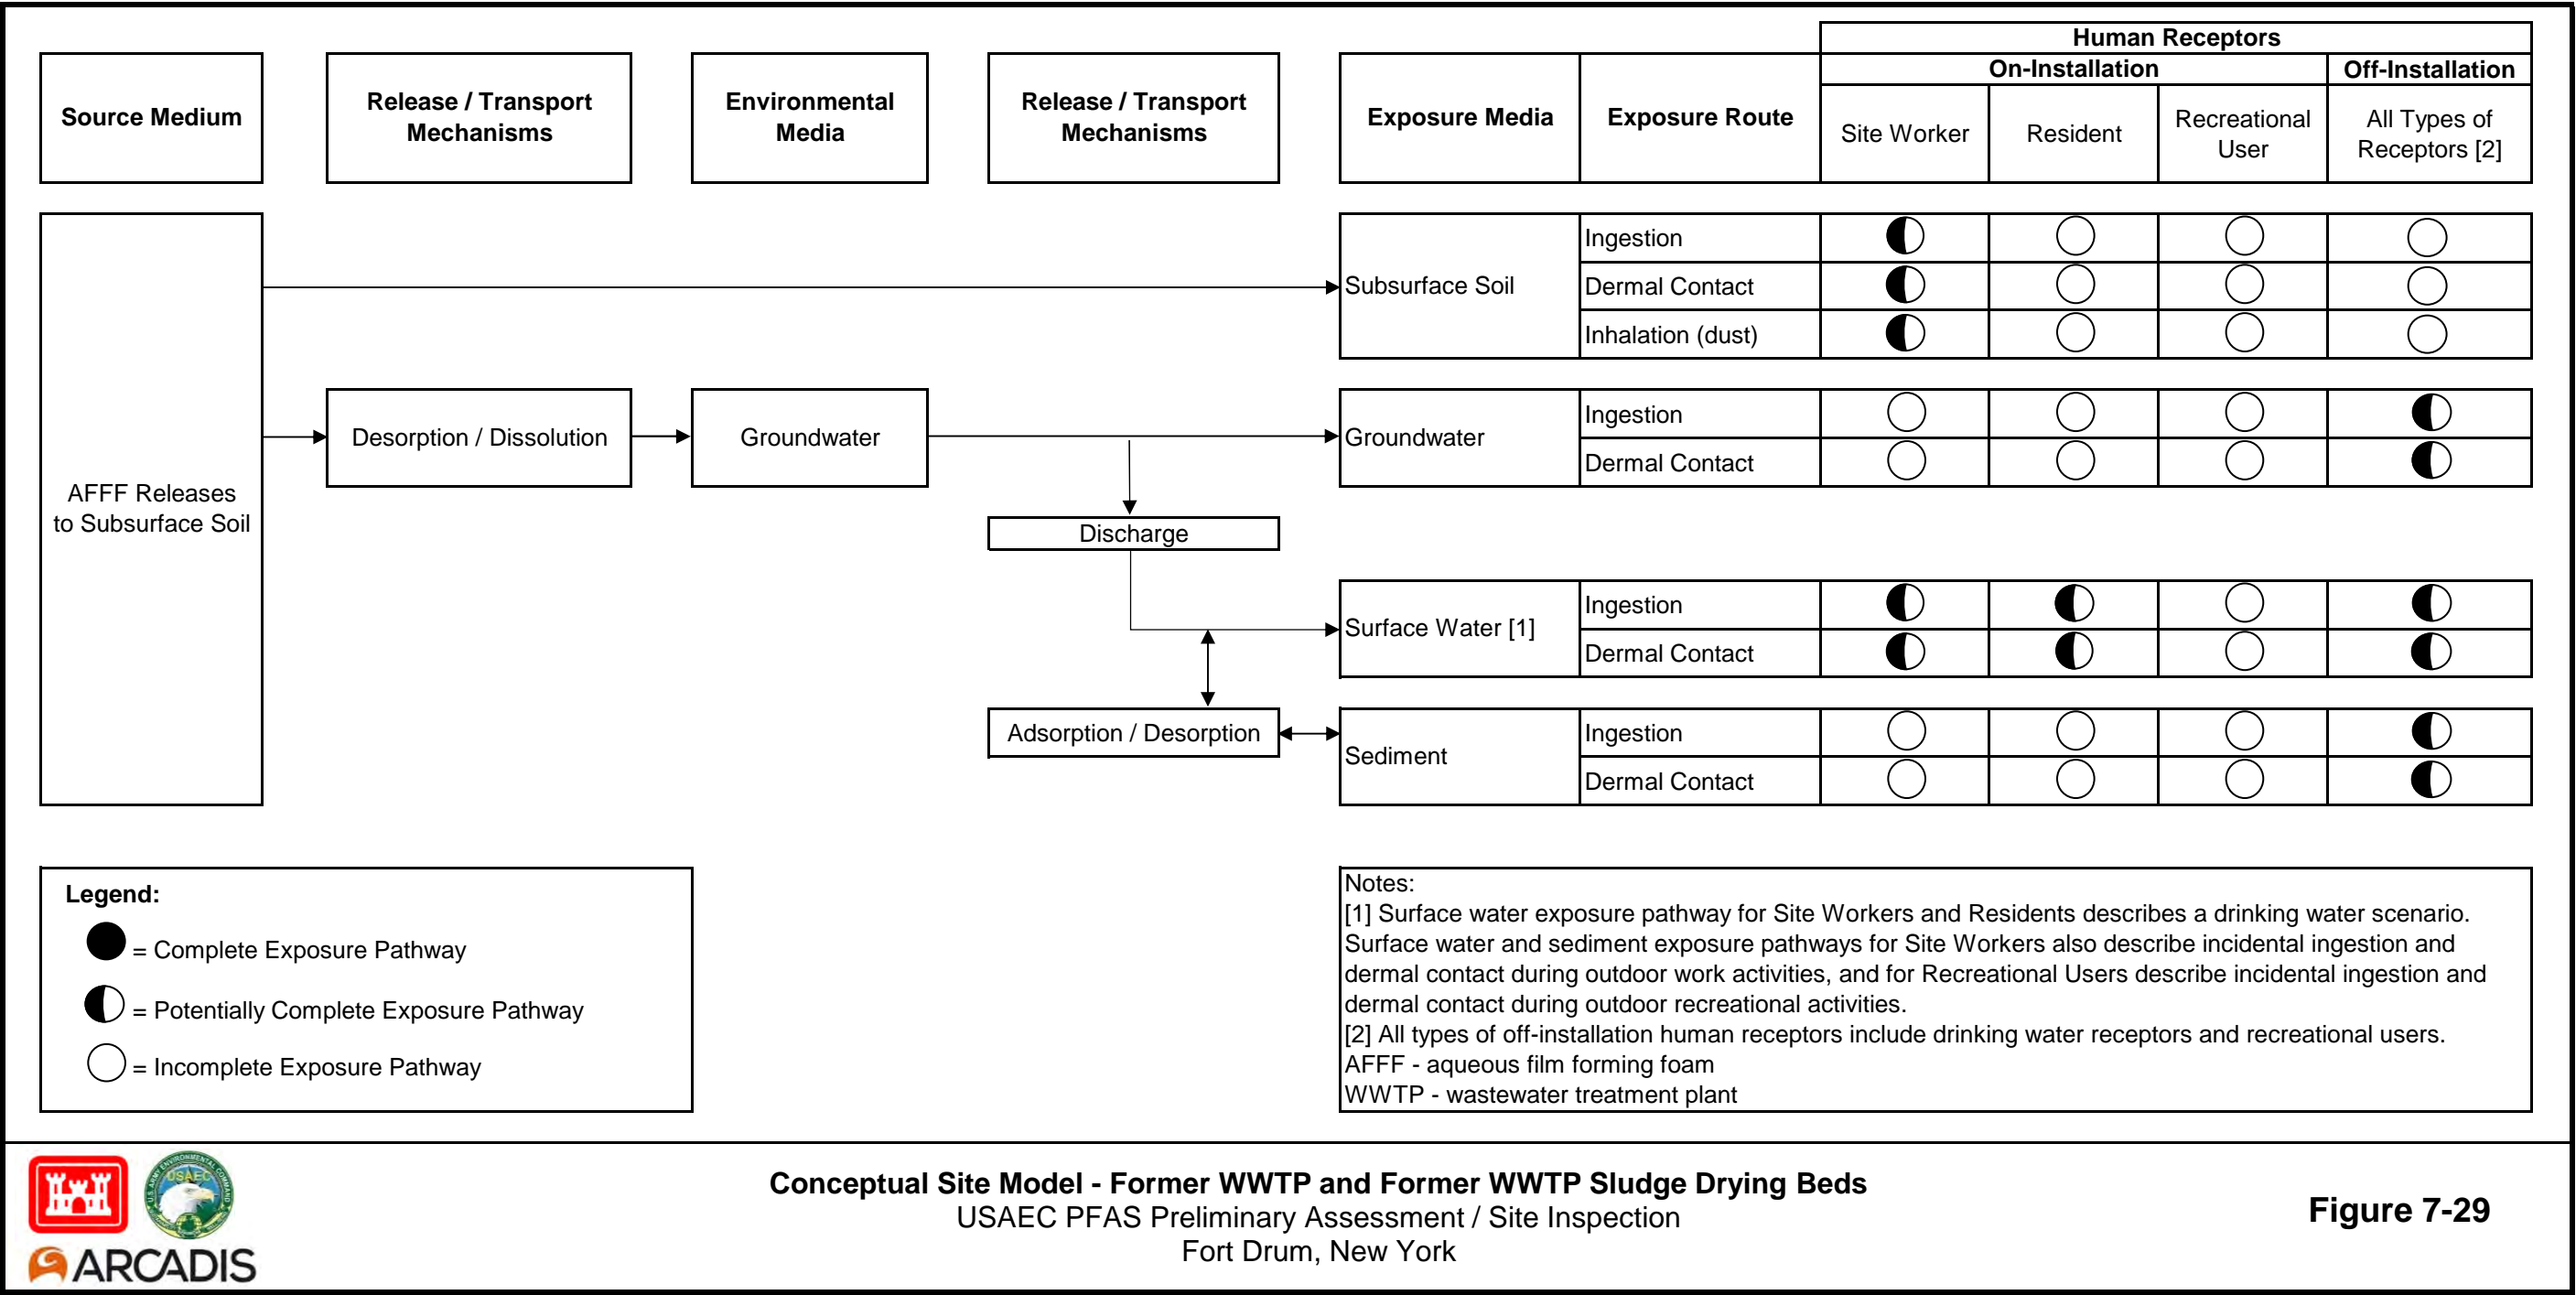 Human Receptors
On-Installation
Off-Installation
Source Medium
Release / Transport
Mechanisms
Environmental
Media
Release / Transport
Mechanisms
Exposure Media
Exposure Route
Site Worker
Resident
Recreational
User
All Types of
Receptors [2]
AFFF Releases
to Subsurface Soil
Subsurface Soil
Ingestion
Dermal Contact
Inhalation (dust)
Desorption / Dissolution
Groundwater
Groundwater
Ingestion
Dermal Contact
Discharge
Surface Water [1]
Ingestion
Dermal Contact
Adsorption / Desorption
Sediment
Ingestion
Dermal Contact
Legend:
= Complete Exposure Pathway
= Potentially Complete Exposure Pathway
= Incomplete Exposure Pathway
Notes:
[1] Surface water exposure pathway for Site Workers and Residents describes a drinking water scenario.
Surface water and sediment exposure pathways for Site Workers also describe incidental ingestion and
dermal contact during outdoor work activities, and for Recreational Users describe incidental ingestion and
dermal contact during outdoor recreational activities.
[2] All types of off-installation human receptors include drinking water receptors and recreational users.
AFFF - aqueous film forming foam
WWTP - wastewater treatment plant
U.S. ARMY ENVIRONMENTAL COMMAND
USAEC
ARCADIS
Conceptual Site Model - Former WWTP and Former WWTP Sludge Drying Beds
USAEC PFAS Preliminary Assessment / Site Inspection
Fort Drum, New York
Figure 7-29